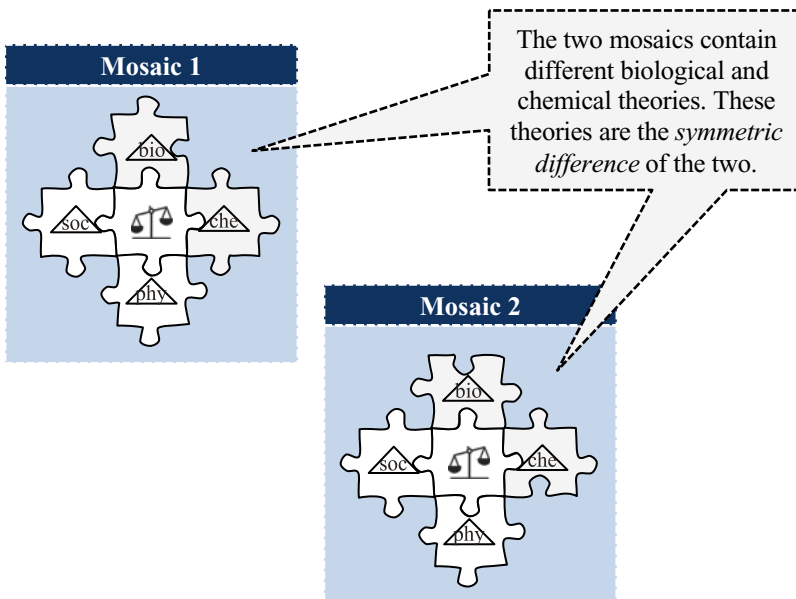 The two mosaics contain
different biological and
chemical theories. These
theories are the symmetric
difference of the two.
Mosaic 1
bio
soc
che
phy
Mosaic 2
bio
soc
che
phy